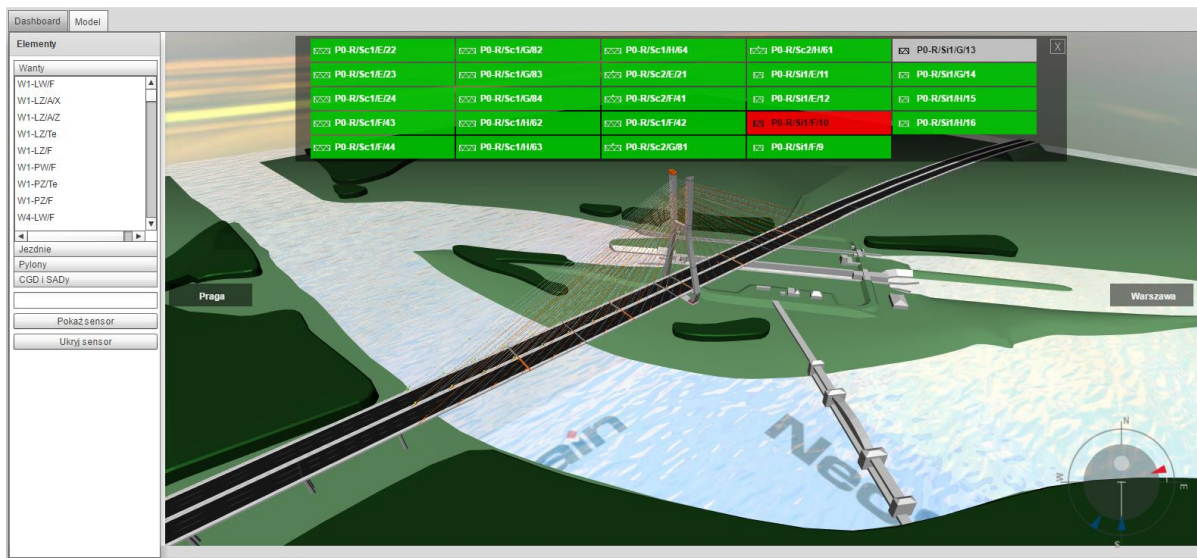 Dashboard Model
Elementy
Wanty
W1-LW/F
W1-LZ/A/X
W1-LZ/A/Z
W1-LZ/Te
W1-LZ/F
W1-PW/F
W1-PZ/Te
W1-PZ/F
W4-LW/F
Jezdnie
Pylony
CGD i SADy
Pokaż sensor
Ukryj sensor
P0-R/Sc1/E/22 P0-R/Sc1/G/82 P0-R/Sc1/H/64 P0-R/Sc2/H/61 P0-R/Si1/G/13 X
P0-R/Sc1/E/23 P0-R/Sc1/G/83 P0-R/Sc2/E/21 P0-R/Si1/E/11 P0-R/Si1/G/14
P0-R/Sc1/E/24 P0-R/Sc1/G/84 P0-R/Sc2/F/41 P0-R/Si1/E/12 P0-R/Si1/H/15
P0-R/Sc1/F/43 P0-R/Sc1/H/62 P0-R/Sc1/F/42 P0-R/Si1/F/10 P0-R/Si1/H/16
P0-R/Sc1/F/44 P0-R/Sc1/H/63 P0-R/Sc2/G/81 P0-R/Si1/F/9
Praga Warszawa
N
W E
S